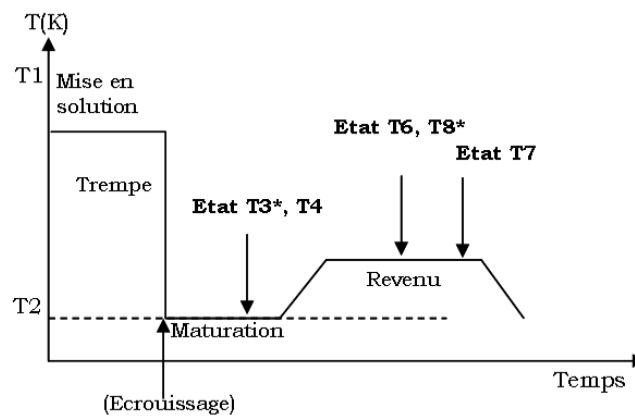 T(K)
T1
Mise en
solution
Trempe
Etat T6, T8*
Etat T7
Etat T3*, T4
Revenu
T2
Maturation
Temps
(Ecrouissage)